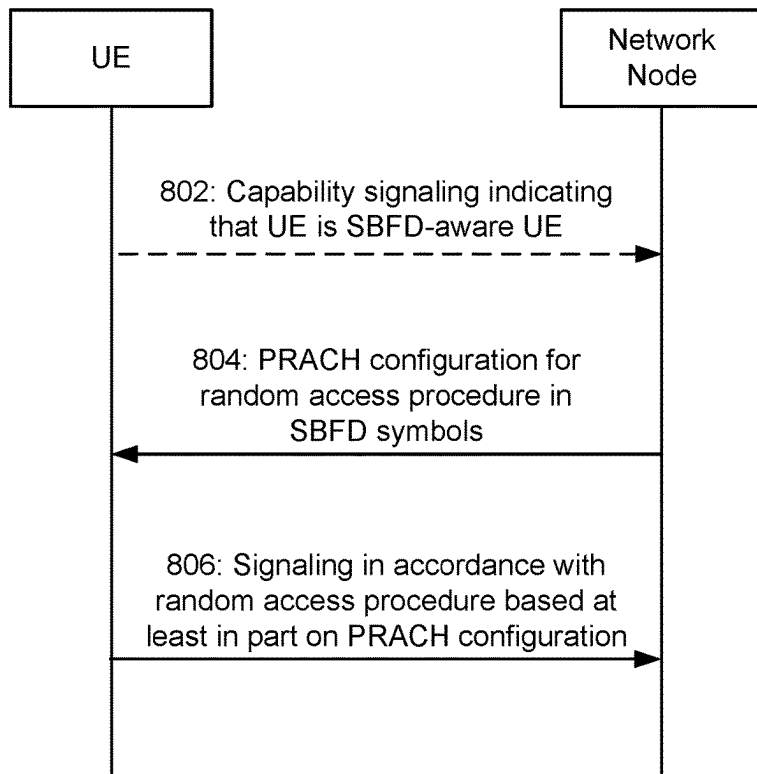 UE
Network
Node
802: Capability signaling indicating
that UE is SBFD-aware UE
804: PRACH configuration for
random access procedure in
SBFD symbols
806: Signaling in accordance with
random access procedure based at
least in part on PRACH configuration